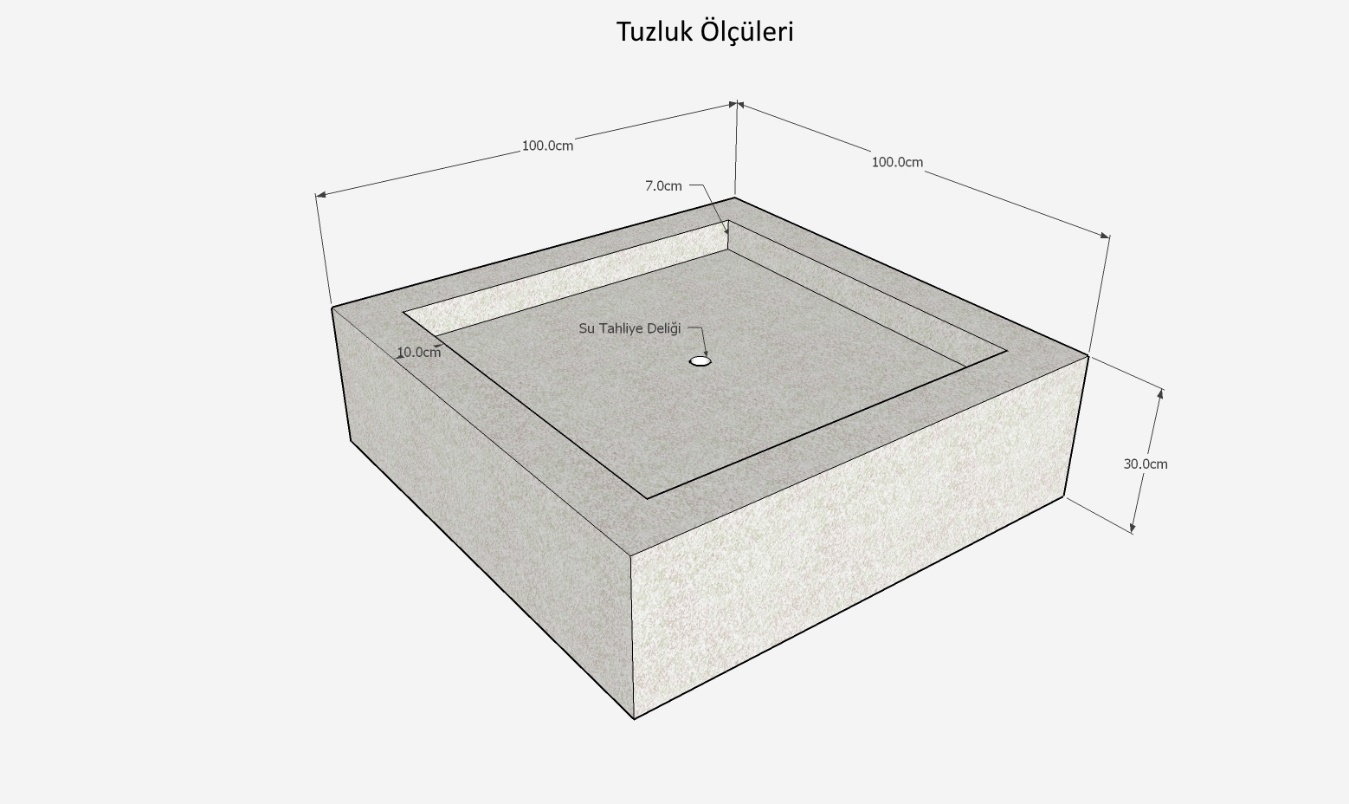 Tuzluk Ölçüleri
100.0cm
100.0cm
7.0cm
Su Tahliye Deliği
10.0cm
30.0cm